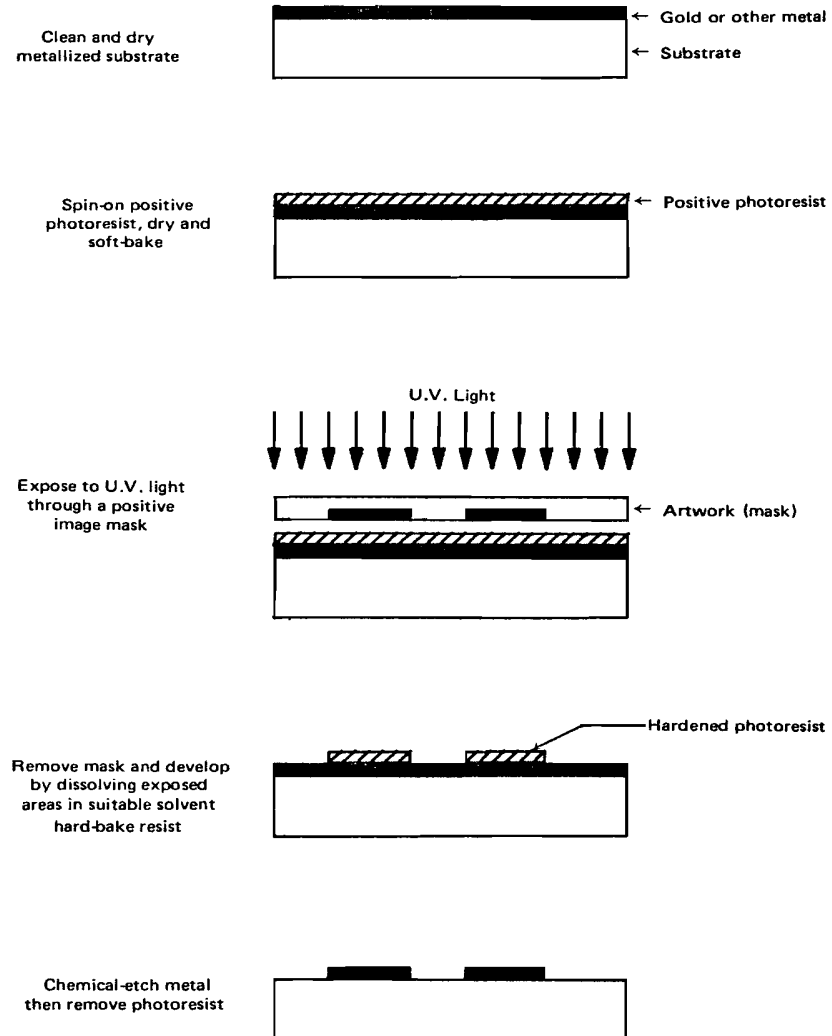 Clean and dry
metallized substrate
← Gold or other metal
← Substrate
Spin-on positive
photoresist, dry and
soft-bake
← Positive photoresist
U.V. Light
Expose to U.V. light
through a positive
image mask
← Artwork (mask)
Hardened photoresist
Remove mask and develop
by dissolving exposed
areas in suitable solvent
hard-bake resist
Chemical-etch metal
then remove photoresist